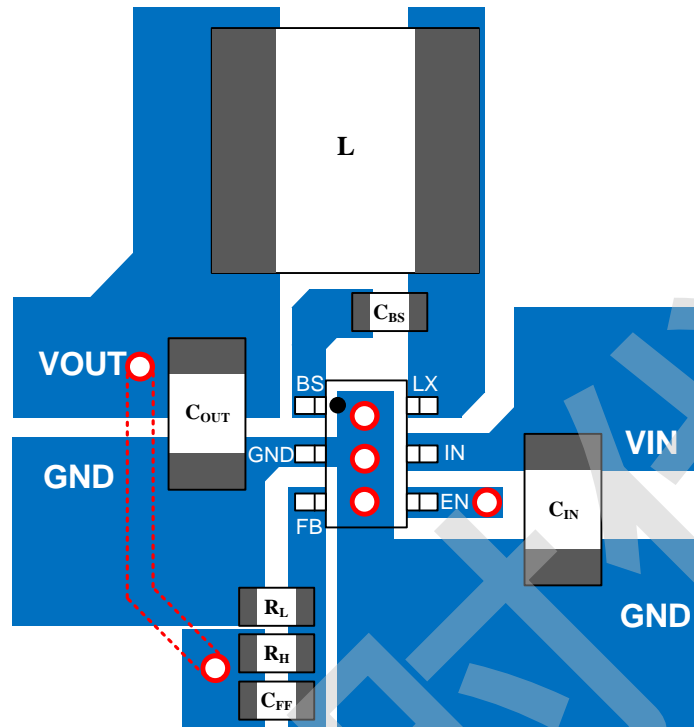 L
C_BS
VOUT
BS
LX
C_OUT
GND
GND
IN
VIN
FB
EN
C_IN
R_L
GND
R_H
C_FF